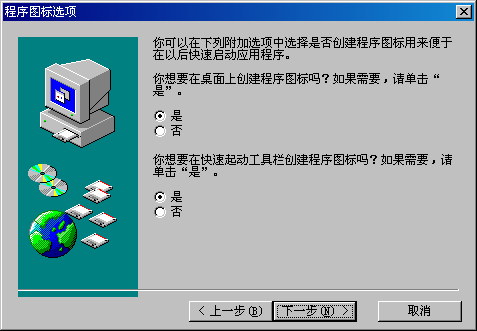 程序图标选项
你可以在下列附加选项中选择是否创建程序图标用来便于
在以后快速启动应用程序。
你想要在桌面上创建程序图标吗？如果需要，请单击“
是”。
是
否
你想要在快速起动工具栏创建程序图标吗？如果需要，请
单击“是”。
是
否
< 上一步(B)
下一步(N) >
取消